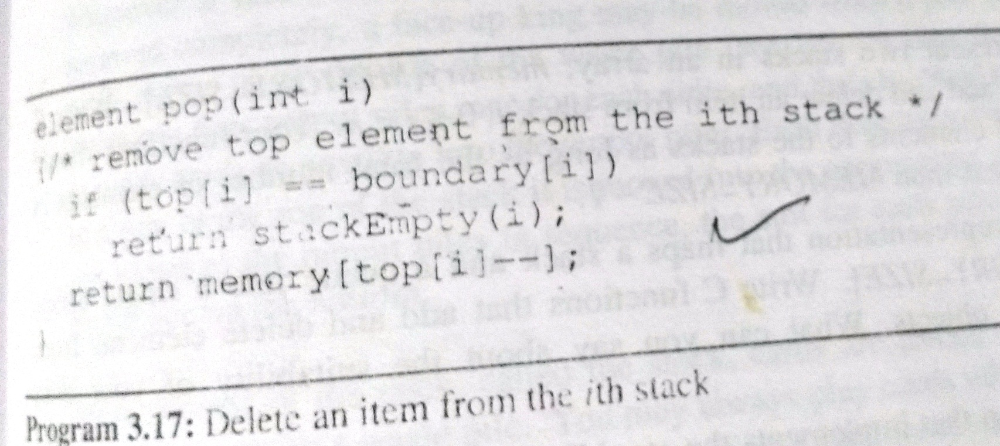 element pop(int i)
{/* remove top element from the ith stack */
if (top[i] == boundary[i])
return stackEmpty(i);
return memory[top[i]--];
}
Program 3.17: Delete an item from the ith stack